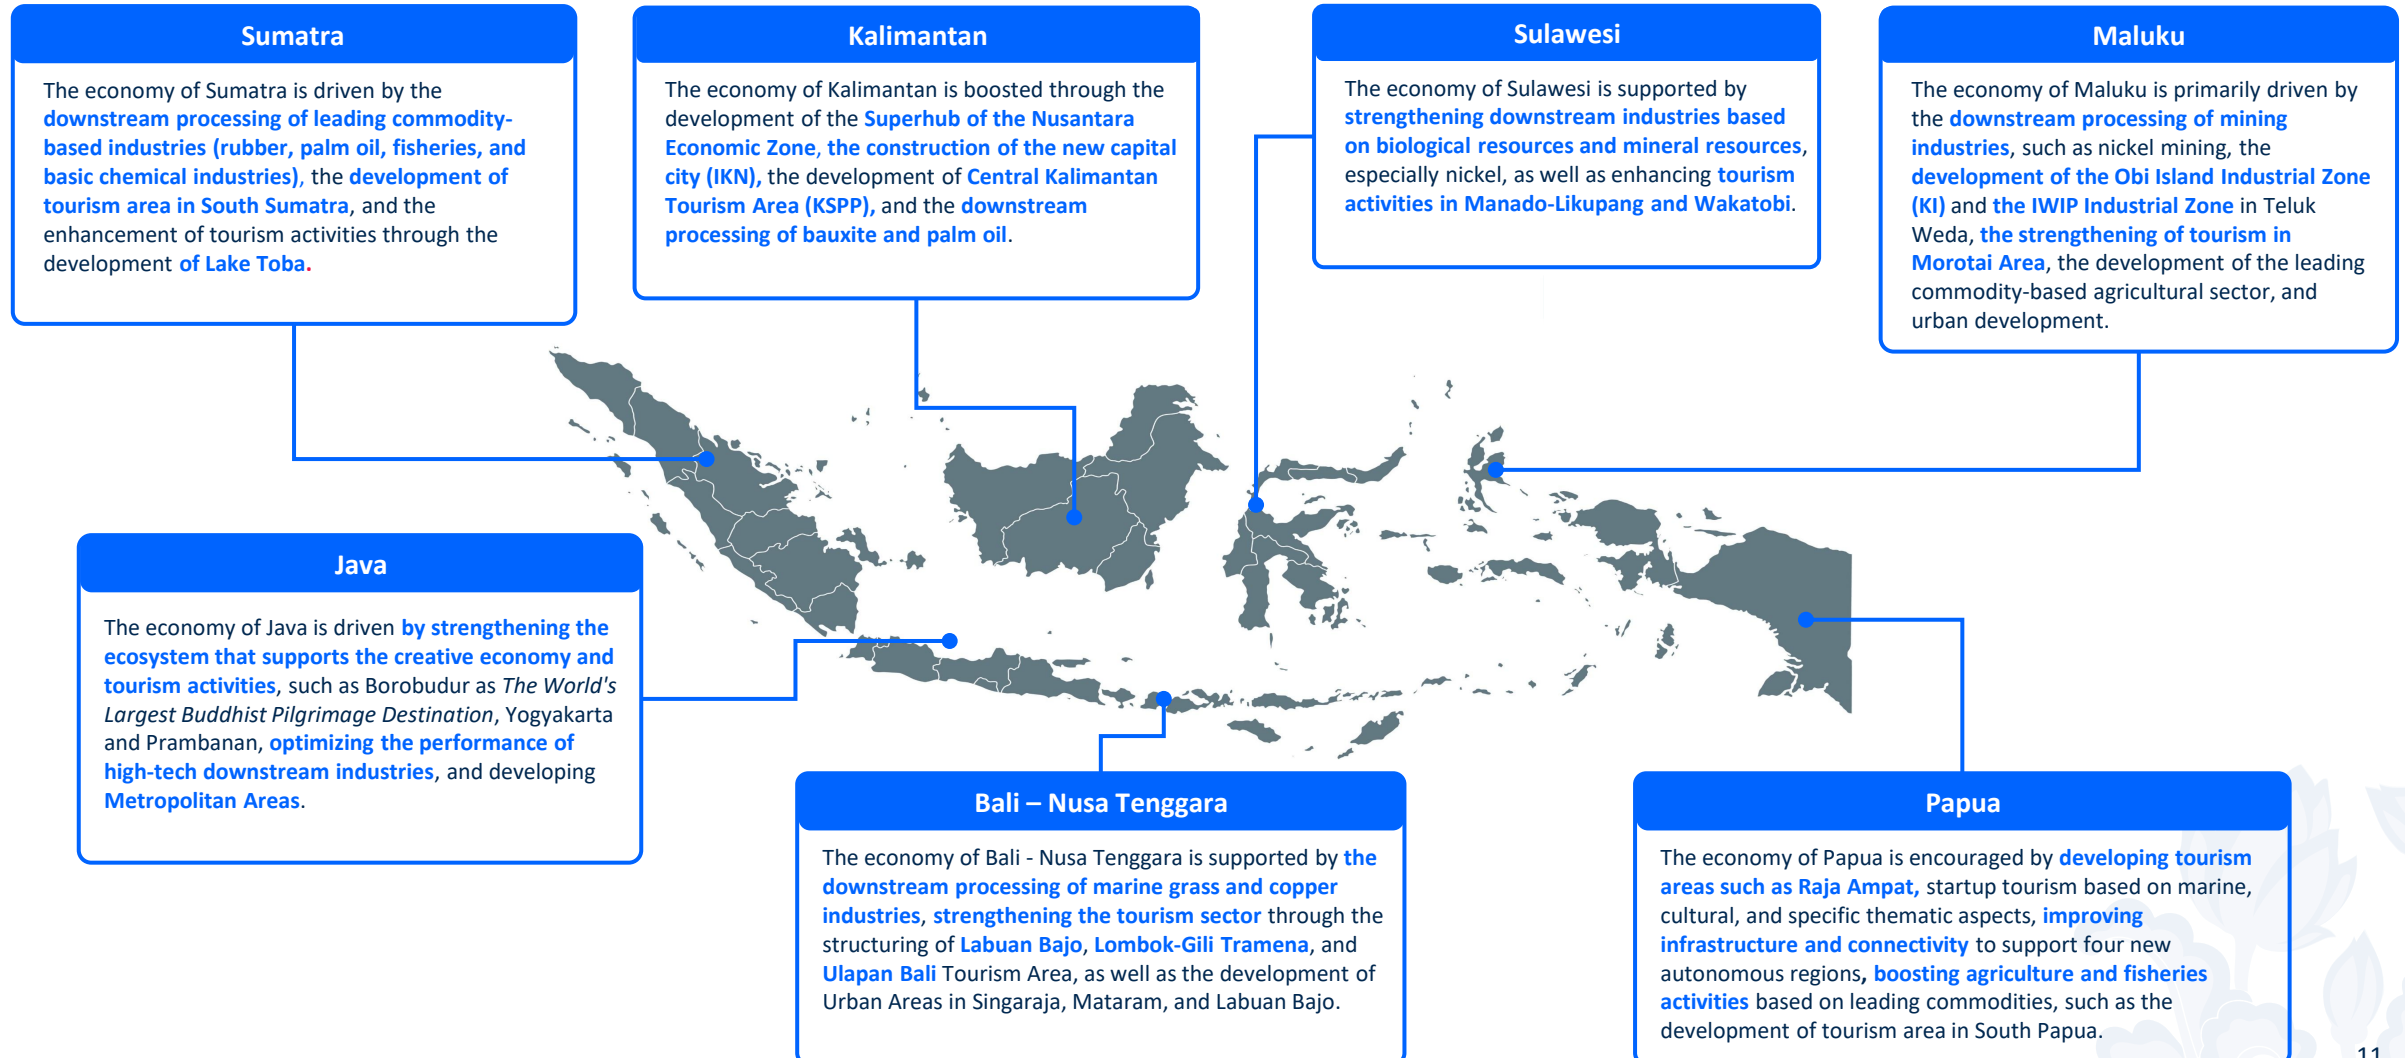 Sumatra
The economy of Sumatra is driven by the
downstream processing of leading commodity-
based industries (rubber, palm oil, fisheries, and
basic chemical industries), the development of
tourism area in South Sumatra, and the
enhancement of tourism activities through the
development of Lake Toba.
Kalimantan
The economy of Kalimantan is boosted through the
development of the Superhub of the Nusantara
Economic Zone, the construction of the new capital
city (IKN), the development of Central Kalimantan
Tourism Area (KSPP), and the downstream
processing of bauxite and palm oil.
Sulawesi
The economy of Sulawesi is supported by
strengthening downstream industries based
on biological resources and mineral resources,
especially nickel, as well as enhancing tourism
activities in Manado-Likupang and Wakatobi.
Maluku
The economy of Maluku is primarily driven by
the downstream processing of mining
industries, such as nickel mining, the
development of the Obi Island Industrial Zone
(KI) and the IWIP Industrial Zone in Teluk
Weda, the strengthening of tourism in
Morotai Area, the development of the leading
commodity-based agricultural sector, and
urban development.
Java
The economy of Java is driven by strengthening the
ecosystem that supports the creative economy and
tourism activities, such as Borobudur as The World's
Largest Buddhist Pilgrimage Destination, Yogyakarta
and Prambanan, optimizing the performance of
high-tech downstream industries, and developing
Metropolitan Areas.
Bali – Nusa Tenggara
The economy of Bali - Nusa Tenggara is supported by the
downstream processing of marine grass and copper
industries, strengthening the tourism sector through the
structuring of Labuan Bajo, Lombok-Gili Tramena, and
Ulapan Bali Tourism Area, as well as the development of
Urban Areas in Singaraja, Mataram, and Labuan Bajo.
Papua
The economy of Papua is encouraged by developing tourism
areas such as Raja Ampat, startup tourism based on marine,
cultural, and specific thematic aspects, improving
infrastructure and connectivity to support four new
autonomous regions, boosting agriculture and fisheries
activities based on leading commodities, such as the
development of tourism area in South Papua.
11